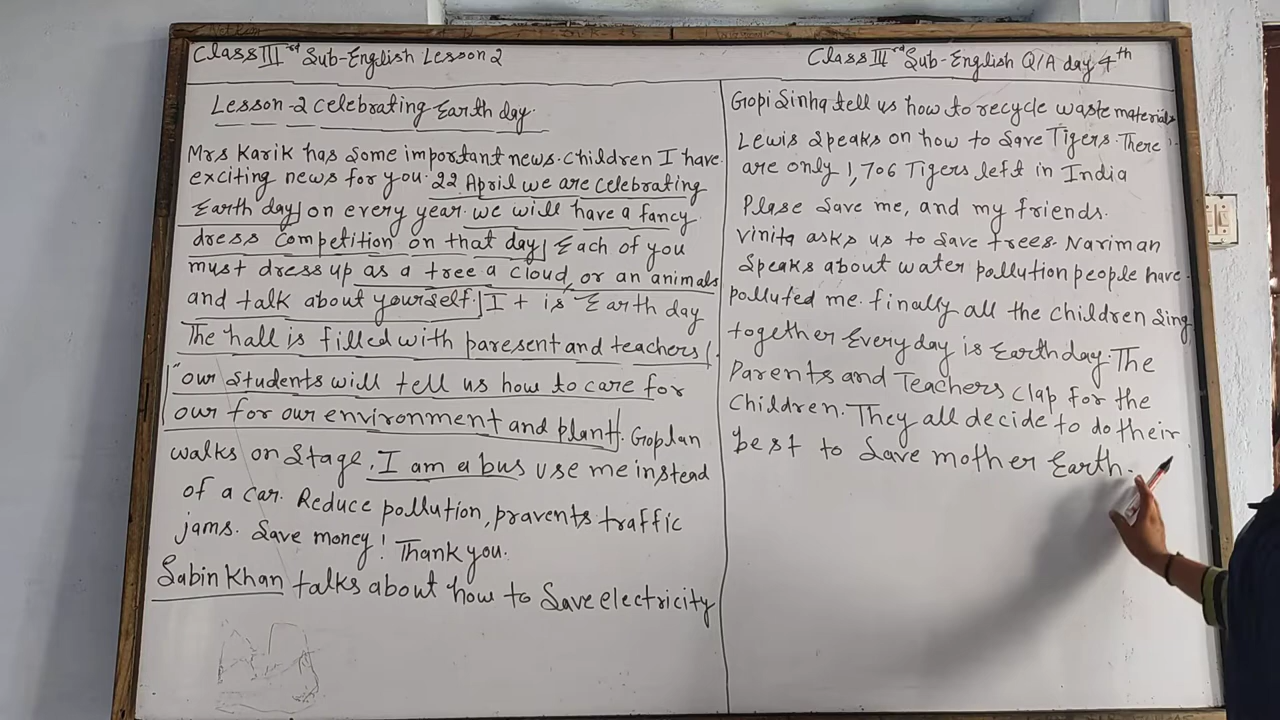 Class III rd Sub-English Lesson 2
Lesson-2 Celebrating Earth day.
Mrs Karik has Some important news. Children I have
exciting news for you. 22 April we are celebrating
Earth day on every year. we will have a fancy
dress Competition on that day Each of you
must dress up as a tree a cloud, or an animals
and talk about yourself. It is Earth day
The hall is filled with paresent and teachers!
"our Students will tell us how to care for
our for our environment and plant. Goplan
walks on Stage. I am a bus use me instead
of a car. Reduce pollution, pravents traffic
jams. Save money! Thank you.
Sabin Khan talks about how to Save electricity
Class III rd Sub-English Q/A day 4th
Gopi Sinha tell us how to recycle waste materials
Lewis Speaks on how to Save Tigers. There
are only 1,706 Tigers left in India
Plase Save me, and my friends.
Vinita asks us to Save trees. Nariman
Speaks about water pollution people have
polluted me. finally all the children Sing
together Every day is Earth day. The
Parents and Teachers clap for the
children. They all decide to do their
best to Save mother Earth.